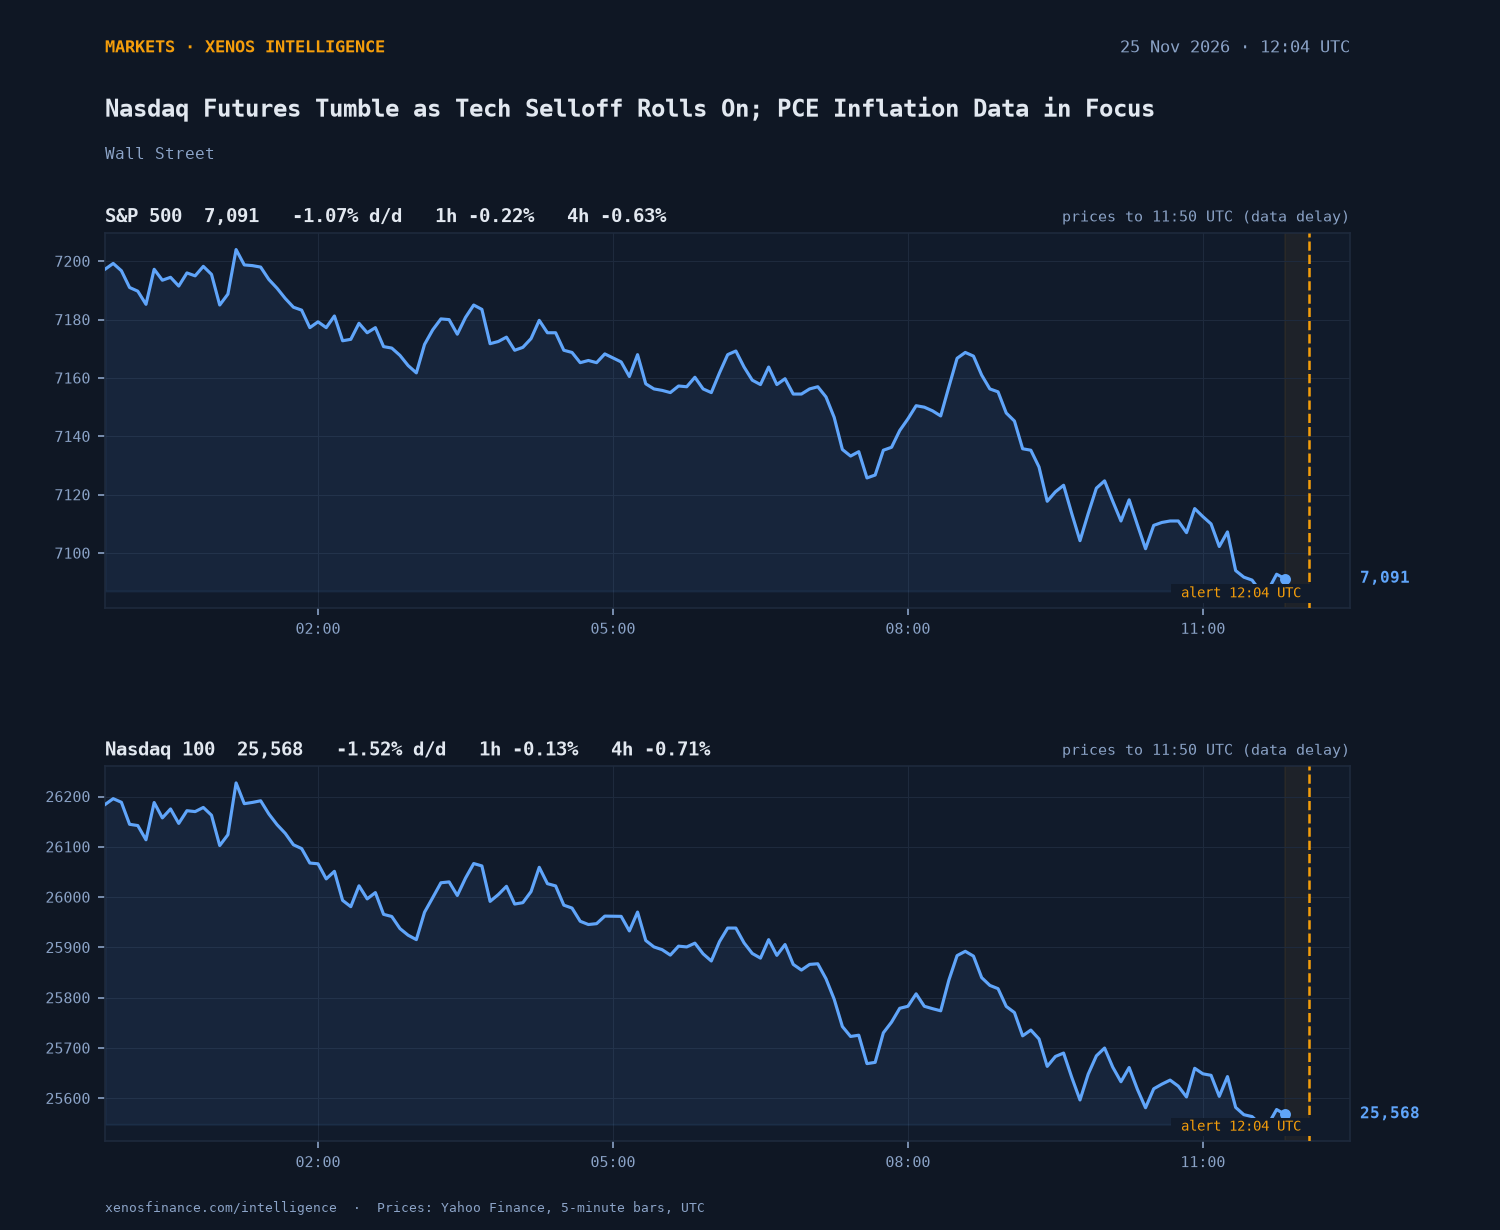 MARKETS · XENOS INTELLIGENCE
25 Nov 2026 · 12:04 UTC
Nasdaq Futures Tumble as Tech Selloff Rolls On; PCE Inflation Data in Focus
Wall Street
S&P 500  7,091   -1.07% d/d   1h -0.22%   4h -0.63%
prices to 11:50 UTC (data delay)
7200
7180
7160
7140
7120
7100
7,091
alert 12:04 UTC
02:00
05:00
08:00
11:00
Nasdaq 100  25,568   -1.52% d/d   1h -0.13%   4h -0.71%
prices to 11:50 UTC (data delay)
26200
26100
26000
25900
25800
25700
25600
25,568
alert 12:04 UTC
02:00
05:00
08:00
11:00
xenosfinance.com/intelligence  ·  Prices: Yahoo Finance, 5-minute bars, UTC